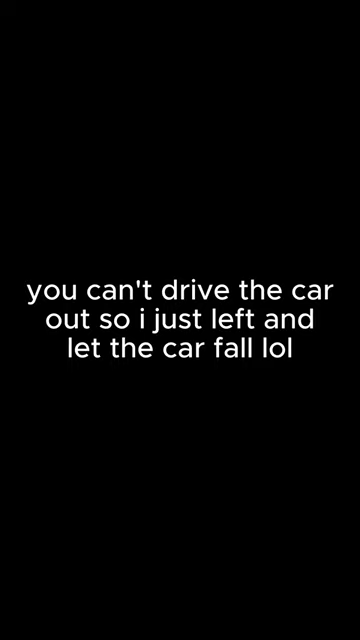 you can't drive the car
out so i just left and
let the car fall lol